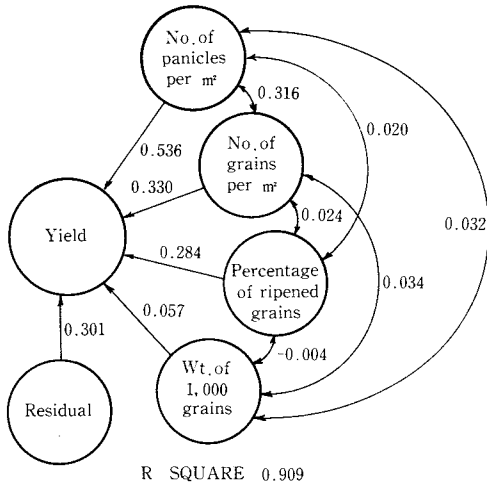 No. of
panicles
per m²
0.316
0.020
0.536
No. of
grains
per m²
0.330
0.032
0.024
Yield
0.284
Percentage
of ripened
grains
0.034
0.057
0.301
-0.004
Wt. of
1,000
grains
Residual
R SQUARE 0.909